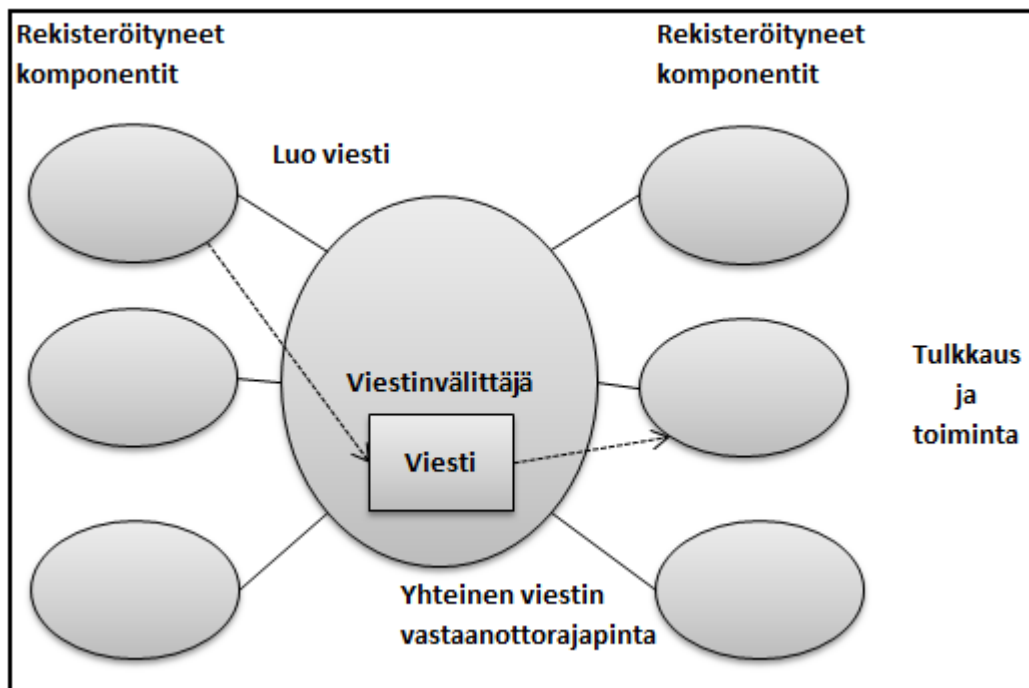 Rekisteröityneet
komponentit
Rekisteröityneet
komponentit
Luo viesti
Viestinvälittäjä
Viesti
Tulkkaus
ja
toiminta
Yhteinen viestin
vastaanottorajapinta